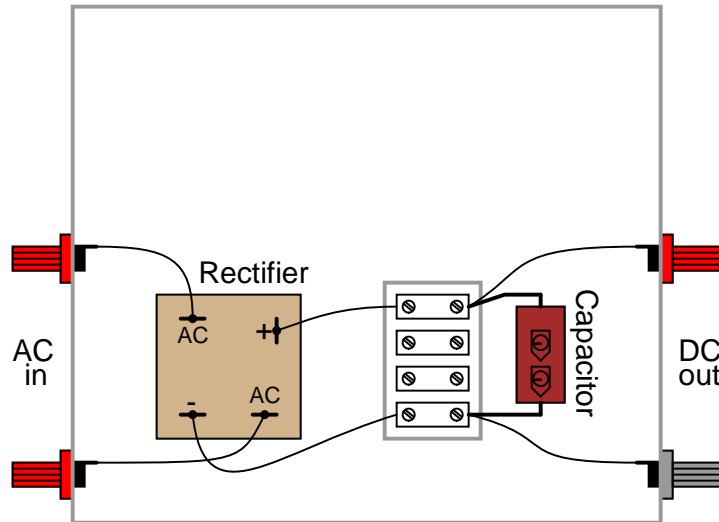 Rectifier
AC
+
-
AC
Capacitor
AC
in
DC
out